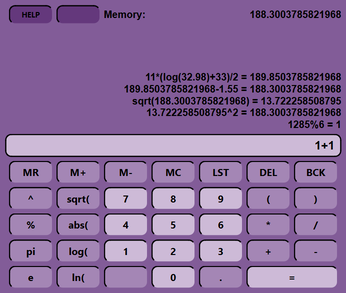 HELP Memory: 188.3003785821968
11*(log(32.98)+33)/2 = 189.8503785821968
189.8503785821968-1.55 = 188.3003785821968
sqrt(188.3003785821968) = 13.722258508795
13.722258508795^2 = 188.3003785821968
1285%6 = 1
1+1
MR M+ M- MC LST DEL BCK
^ sqrt( 7 8 9 ( )
% abs( 4 5 6 * /
pi log( 1 2 3 + -
e ln( 0 . =